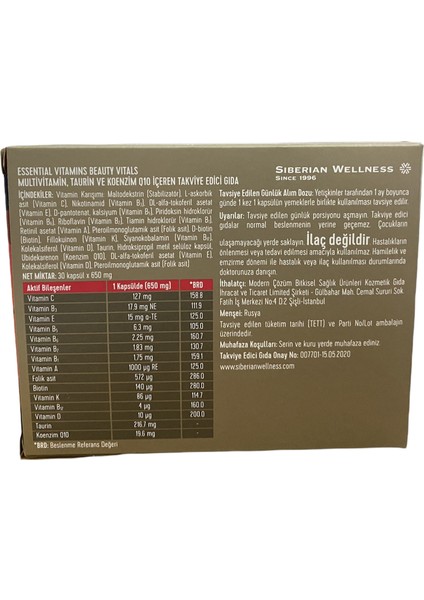 ESSENTIAL VITAMINS BEAUTY VITALS
MULTIVITAMIN, TAURİN VE KOENZİM Q10 İÇEREN TAKVİYE EDİCİ GIDA
İÇİNDEKİLER: Vitamin Karışımı: Maltodekstrin (Stabilizatör), L-askorbik
asit (Vitamin C), Nikotinamid (Vitamin B₃), DL-alfa-tokoferil asetat
(Vitamin E), D-pantotenat, kalsiyum (Vitamin B₅), Pridoksin hidroklorür
(Vitamin B₆), Riboflavin (Vitamin B₂), Tiamin hidroklorür (Vitamin B₁),
Retinil asetat (Vitamin A), Pteroilmonoglutamik asit (Folik asit), D-biotin
(Biotin), Fillokuinon (Vitamin K), Siyanokobalamin (Vitamin B₁₂),
Kolekalsiferol (Vitamin D), Taurin; Hidroksipropil metil selüloz kapsül,
Ubidekarenon (Koenzim Q10), DL-alfa-tokoferil asetat (Vitamin E),
Kolekalsiferol (Vitamin D), Pteroilmonoglutamik asit (Folik asit)
NET MİKTAR: 30 kapsül x 650 mg
Aktif Bileşenler 1 Kapsülde (650 mg) *BRD
Vitamin C 127 mg 158.8
Vitamin B₃ 17.9 mg NE 111.9
Vitamin E 15 mg α-TE 125.0
Vitamin B₅ 6.3 mg 105.0
Vitamin B₆ 2.25 mg 160.7
Vitamin B₂ 1.83 mg 130.7
Vitamin B₁ 1.75 mg 159.1
Vitamin A 1000 µg RE 125.0
Folik asit 572 µg 286.0
Biotin 140 µg 280.0
Vitamin K 86 µg 114.7
Vitamin B₁₂ 4 µg 160.0
Vitamin D 10 µg 200.0
Taurin 216.7 mg
Koenzim Q10 19.6 mg
*BRD: Beslenme Referans Değeri
SIBERIAN WELLNESS
SINCE 1996
Tavsiye Edilen Günlük Alım Dozu: Yetişkinler tarafından 1 ay boyunca
günde 1 kez 1 kapsülün yemeklerle birlikte kullanılması tavsiye edilir.
Uyarılar: Tavsiye edilen günlük porsiyonu aşmayın. Takviye edici
gıdalar normal beslenmenin yerine geçemez. Çocukların
ulaşamayacağı yerde saklayın. İlaç değildir Hastalıkların
önlenmesi veya tedavi edilmesi amacıyla kullanılmaz. Hamilelik ve
emzirme dönemi ile hastalık veya ilaç kullanılması durumlarında
doktorunuza danışın.
İthalatçı: Modern Çözüm Bitkisel Sağlık Ürünleri Kozmetik Gıda
İhracat ve Ticaret Limited Şirketi - Gülbahar Mah. Cemal Sururi Sok.
Fatih İş Merkezi No:4 D:2 Şişli-İstanbul
Menşei: Rusya
Tavsiye edilen tüketim tarihi (TETT) ve Parti No/Lot ambalajın
üzerindedir.
Muhafaza Koşulları: Serin ve kuru yerde muhafaza ediniz
Takviye Edici Gıda Onay No: 007701-15.05.2020
www.siberianwellness.com